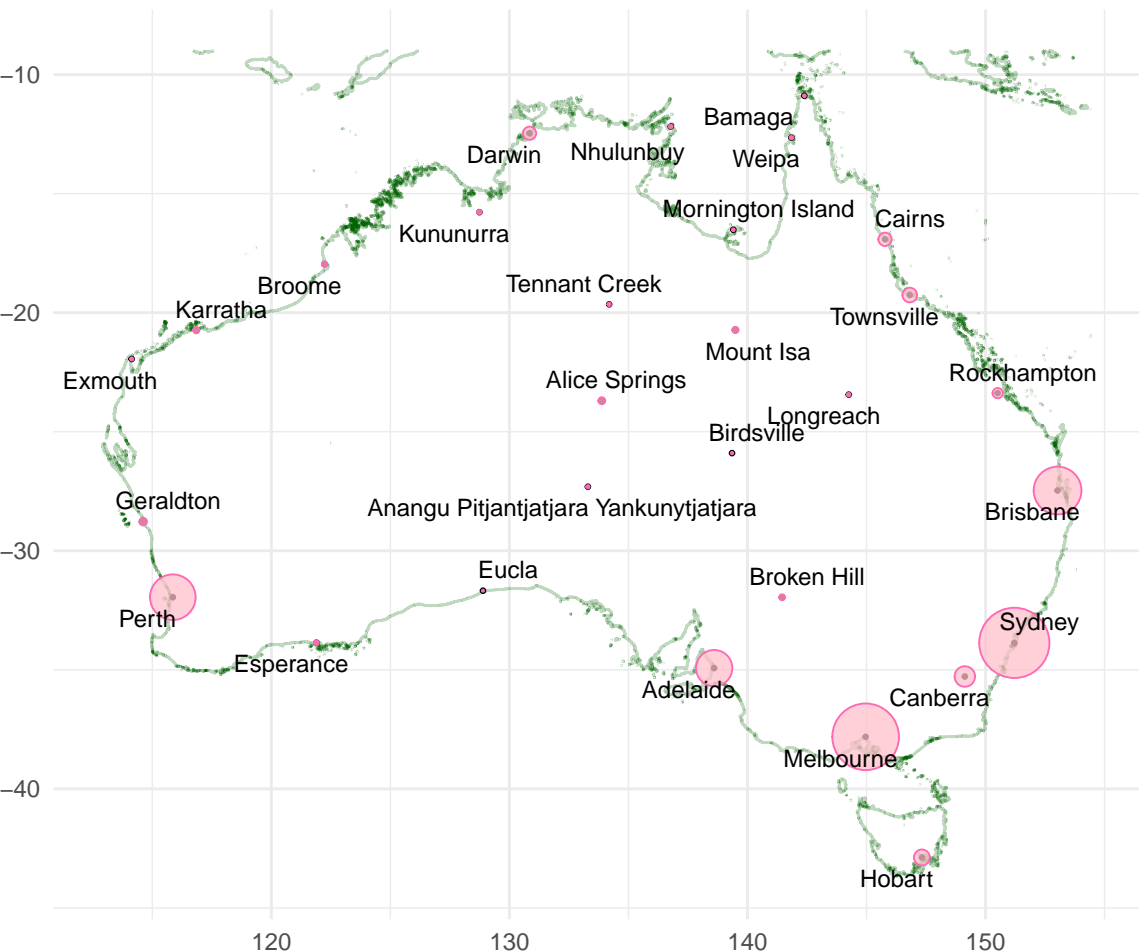 −10
Bamaga
Darwin
Nhulunbuy
Weipa
Mornington Island
Cairns
Kununurra
Broome
Tennant Creek
Karratha
−20
Townsville
Mount Isa
Exmouth
Alice Springs
Rockhampton
Longreach
Birdsville
Geraldton
Anangu Pitjantjatjara Yankunytjatjara
Brisbane
−30
Eucla
Broken Hill
Perth
Sydney
Esperance
Adelaide
Canberra
Melbourne
−40
Hobart
120
130
140
150